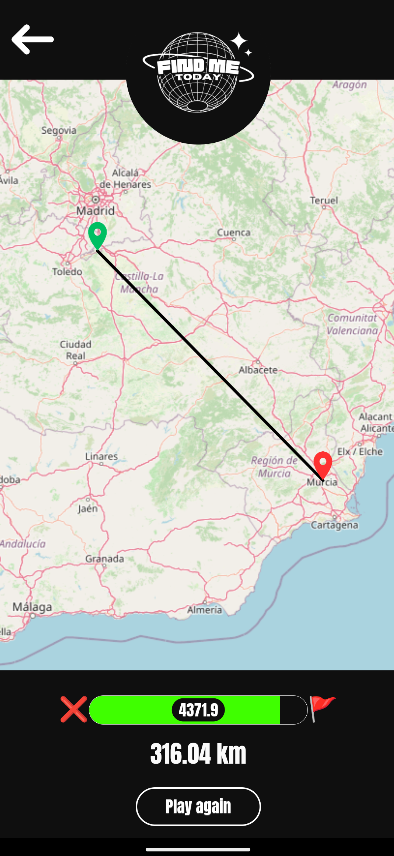 FIND ME
TODAY
Aragón
Segovia
Ávila
Alcalá
de Henares
Madrid
Teruel
Cuenca
Toledo
Castilla-La
Mancha
Comunitat
Valenciana
Ciudad
Real
Albacete
Alacant
Alicante
Elx / Elche
Linares
Región de
Murcia
Murcia
doba
Jaén
Cartagena
Andalucía
Granada
Málaga
Almería
ella
4371.9
316.04 km
Play again